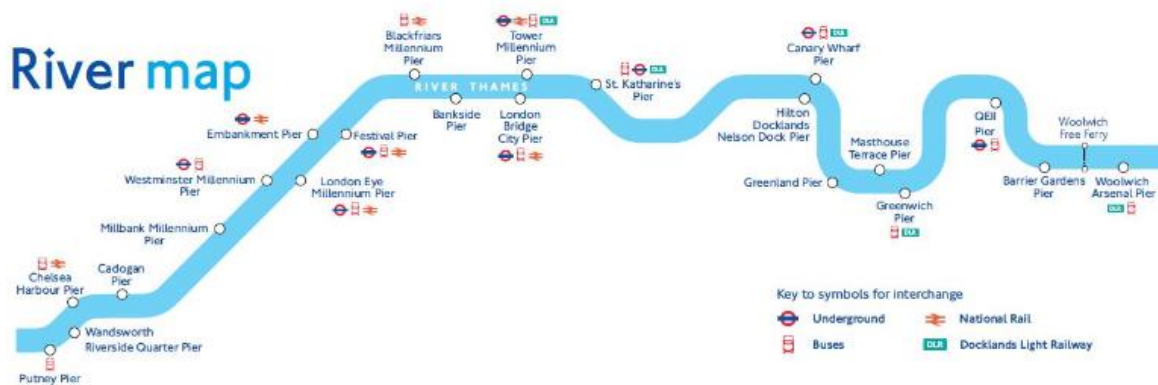 River map
Blackfriars
Millennium
Pier
Tower
Millennium
Pier
DLR
RIVER THAMES
Bankside
Pier
London
Bridge
City Pier
St. Katharine's
Pier
DLR
Canary Wharf
Pier
DLR
Hilton
Docklands
Nelson Dock Pier
Masthouse
Terrace Pier
Greenland Pier
Greenwich
Pier
DLR
QEII
Pier
Woolwich
Free Ferry
Barrier Gardens
Pier
Woolwich
Arsenal Pier
DLR
Embankment Pier
Festival Pier
Westminster Millennium
Pier
London Eye
Millennium Pier
Millbank Millennium
Pier
Cadogan
Pier
Chelsea
Harbour Pier
Wandsworth
Riverside Quarter Pier
Putney Pier
Key to symbols for interchange
Underground
National Rail
Buses
DLR Docklands Light Railway